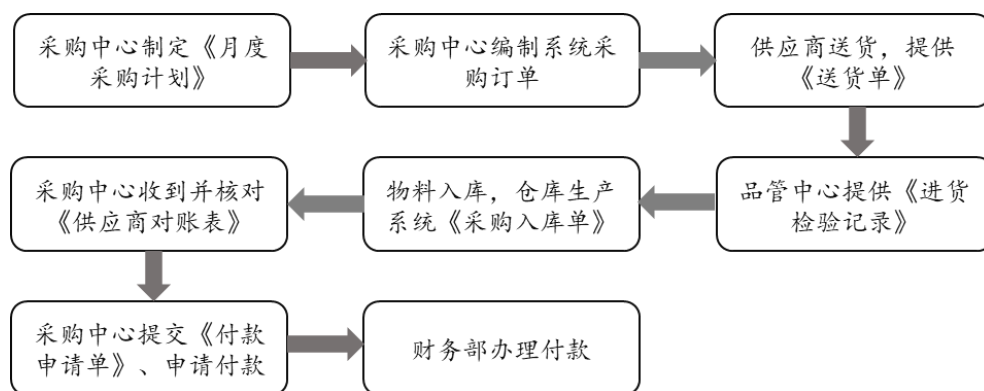 采购中心制定《月度
采购计划》
采购中心编制系统采
购订单
供应商送货，提供
《送货单》
品管中心提供《进货
检验记录》
物料入库，仓库生产
系统《采购入库单》
采购中心收到并核对
《供应商对账表》
采购中心提交《付款
申请单》、申请付款
财务部办理付款